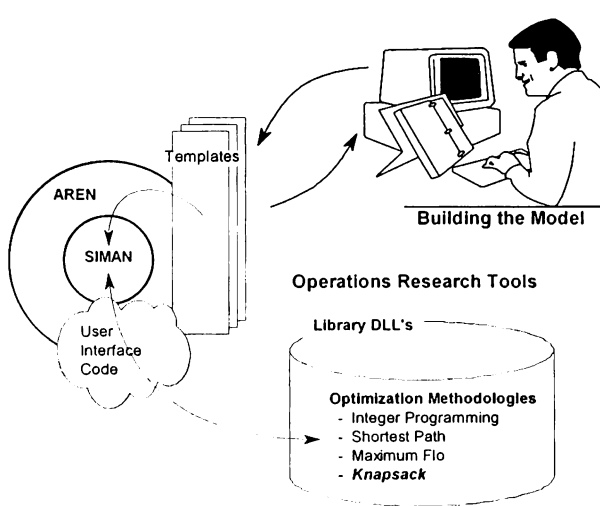 Templates
AREN
SIMAN
User
Interface
Code
Building the Model
Operations Research Tools
Library DLL's
Optimization Methodologies
- Integer Programming
- Shortest Path
- Maximum Flo
- Knapsack